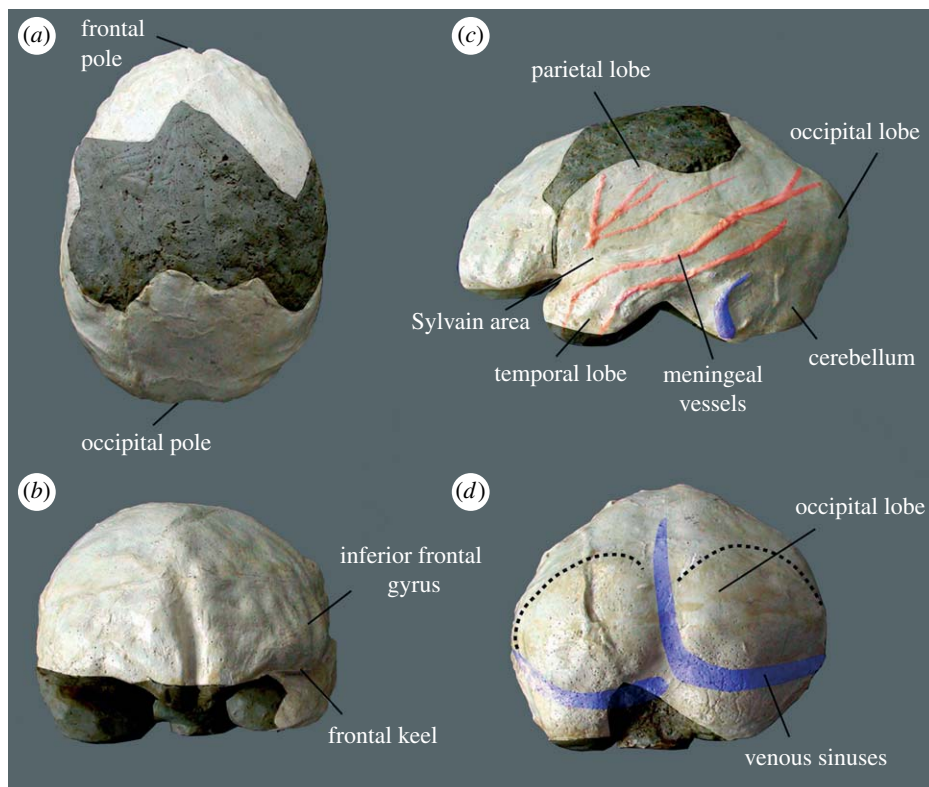 (a)
frontal
pole
occipital pole
(c)
parietal lobe
occipital lobe
Sylvain area
temporal lobe
meningeal
vessels
cerebellum
(b)
inferior frontal
gyrus
frontal keel
(d)
occipital lobe
venous sinuses